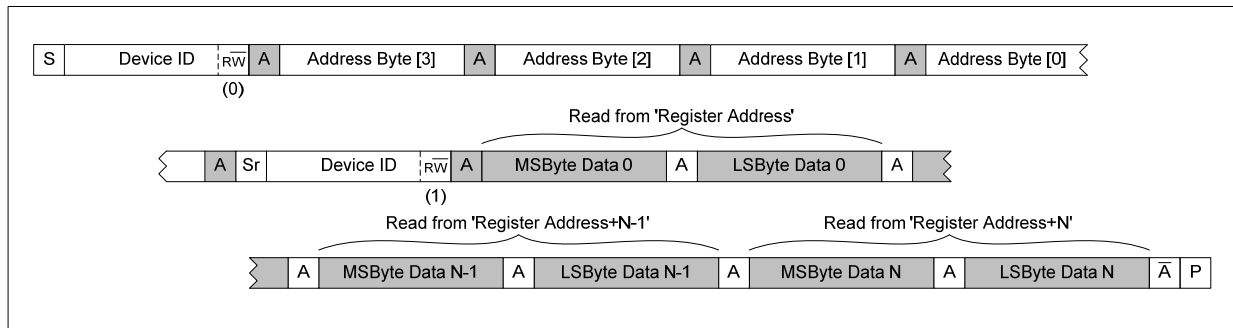 S Device ID RW̅ A Address Byte [3] A Address Byte [2] A Address Byte [1] A Address Byte [0]
(0)
Read from 'Register Address'
A Sr Device ID RW̅ A MSByte Data 0 A LSByte Data 0 A
(1)
Read from 'Register Address+N-1' Read from 'Register Address+N'
A MSByte Data N-1 A LSByte Data N-1 A MSByte Data N A LSByte Data N A̅ P